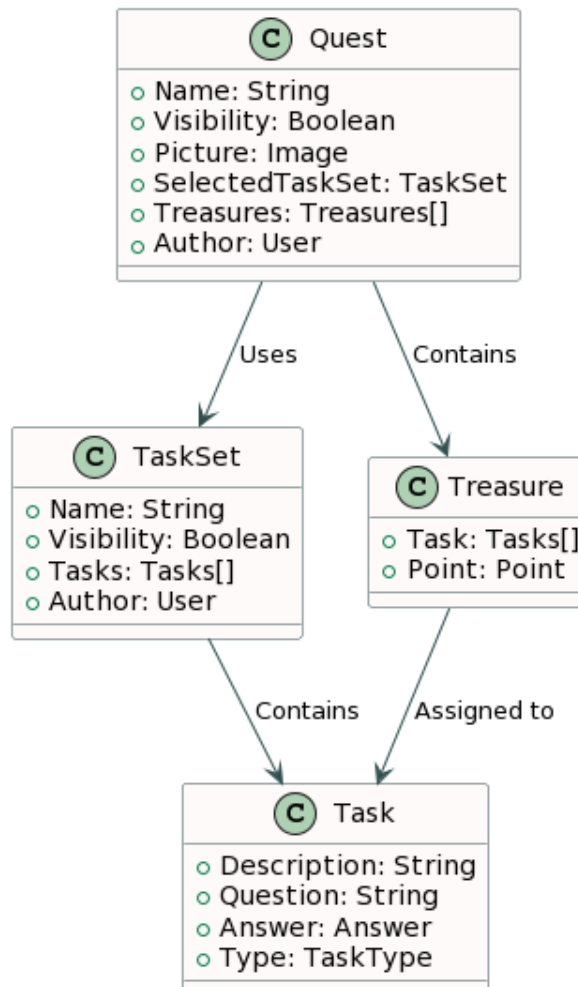 C Quest
Name: String
Visibility: Boolean
Picture: Image
SelectedTaskSet: TaskSet
Treasures: Treasures[]
Author: User
Uses
Contains
C TaskSet
Name: String
Visibility: Boolean
Tasks: Tasks[]
Author: User
C Treasure
Task: Tasks[]
Point: Point
Contains
Assigned to
C Task
Description: String
Question: String
Answer: Answer
Type: TaskType